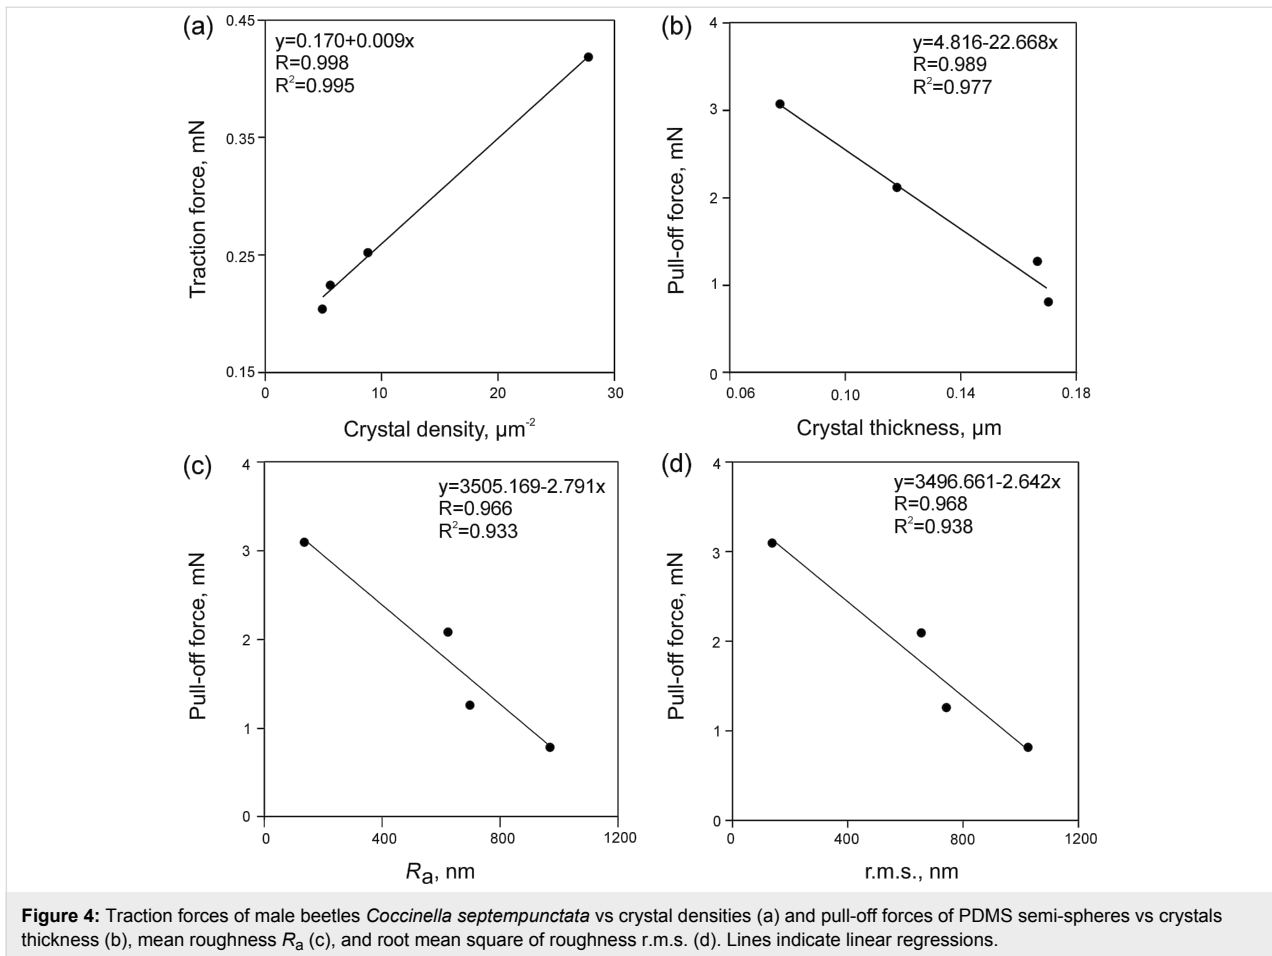 (a)
y=0.170+0.009x
R=0.998
R²=0.995
0.45
0.35
0.25
0.15
Traction force, mN
0
10
20
30
Crystal density, µm⁻²
(b)
y=4.816-22.668x
R=0.989
R²=0.977
4
3
2
1
0
Pull-off force, mN
0.06
0.10
0.14
0.18
Crystal thickness, µm
(c)
y=3505.169-2.791x
R=0.966
R²=0.933
4
3
2
1
0
Pull-off force, mN
0
400
800
1200
Ra, nm
(d)
y=3496.661-2.642x
R=0.968
R²=0.938
4
3
2
1
0
Pull-off force, mN
0
400
800
1200
r.m.s., nm
Figure 4: Traction forces of male beetles Coccinella septempunctata vs crystal densities (a) and pull-off forces of PDMS semi-spheres vs crystals
thickness (b), mean roughness Ra (c), and root mean square of roughness r.m.s. (d). Lines indicate linear regressions.